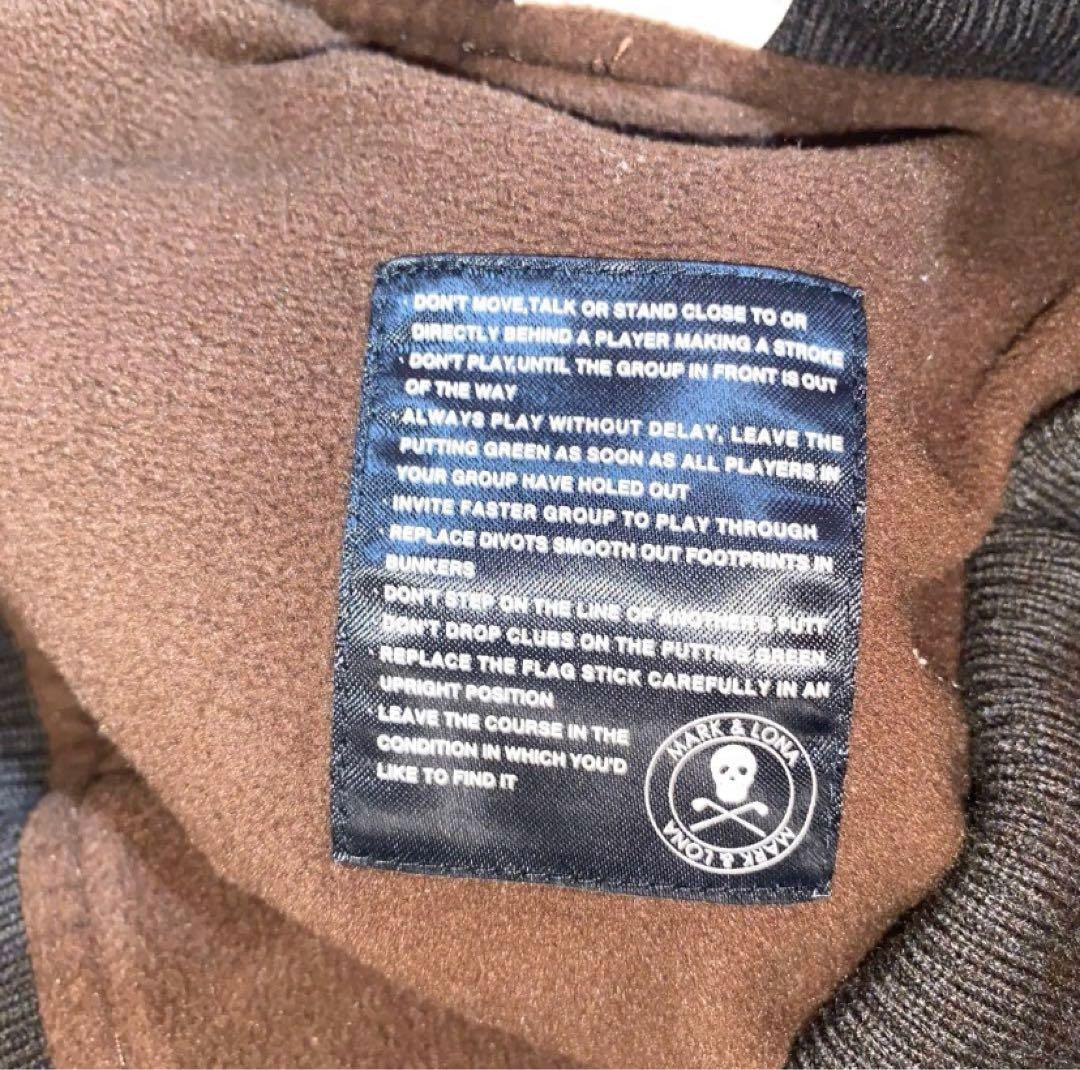 · DON'T MOVE,TALK OR STAND CLOSE TO OR
DIRECTLY BEHIND A PLAYER MAKING A STROKE
· DON'T PLAY,UNTIL THE GROUP IN FRONT IS OUT
OF THE WAY
· ALWAYS PLAY WITHOUT DELAY, LEAVE THE
PUTTING GREEN AS SOON AS ALL PLAYERS IN
YOUR GROUP HAVE HOLED OUT
· INVITE FASTER GROUP TO PLAY THROUGH
· REPLACE DIVOTS SMOOTH OUT FOOTPRINTS IN
BUNKERS
· DON'T STEP ON THE LINE OF ANOTHER'S PUTT
DON'T DROP CLUBS ON THE PUTTING GREEN
· REPLACE THE FLAG STICK CAREFULLY IN AN
UPRIGHT POSITION
LEAVE THE COURSE IN THE
CONDITION IN WHICH YOU'D
LIKE TO FIND IT
MARK & LONA
MARK & LONA